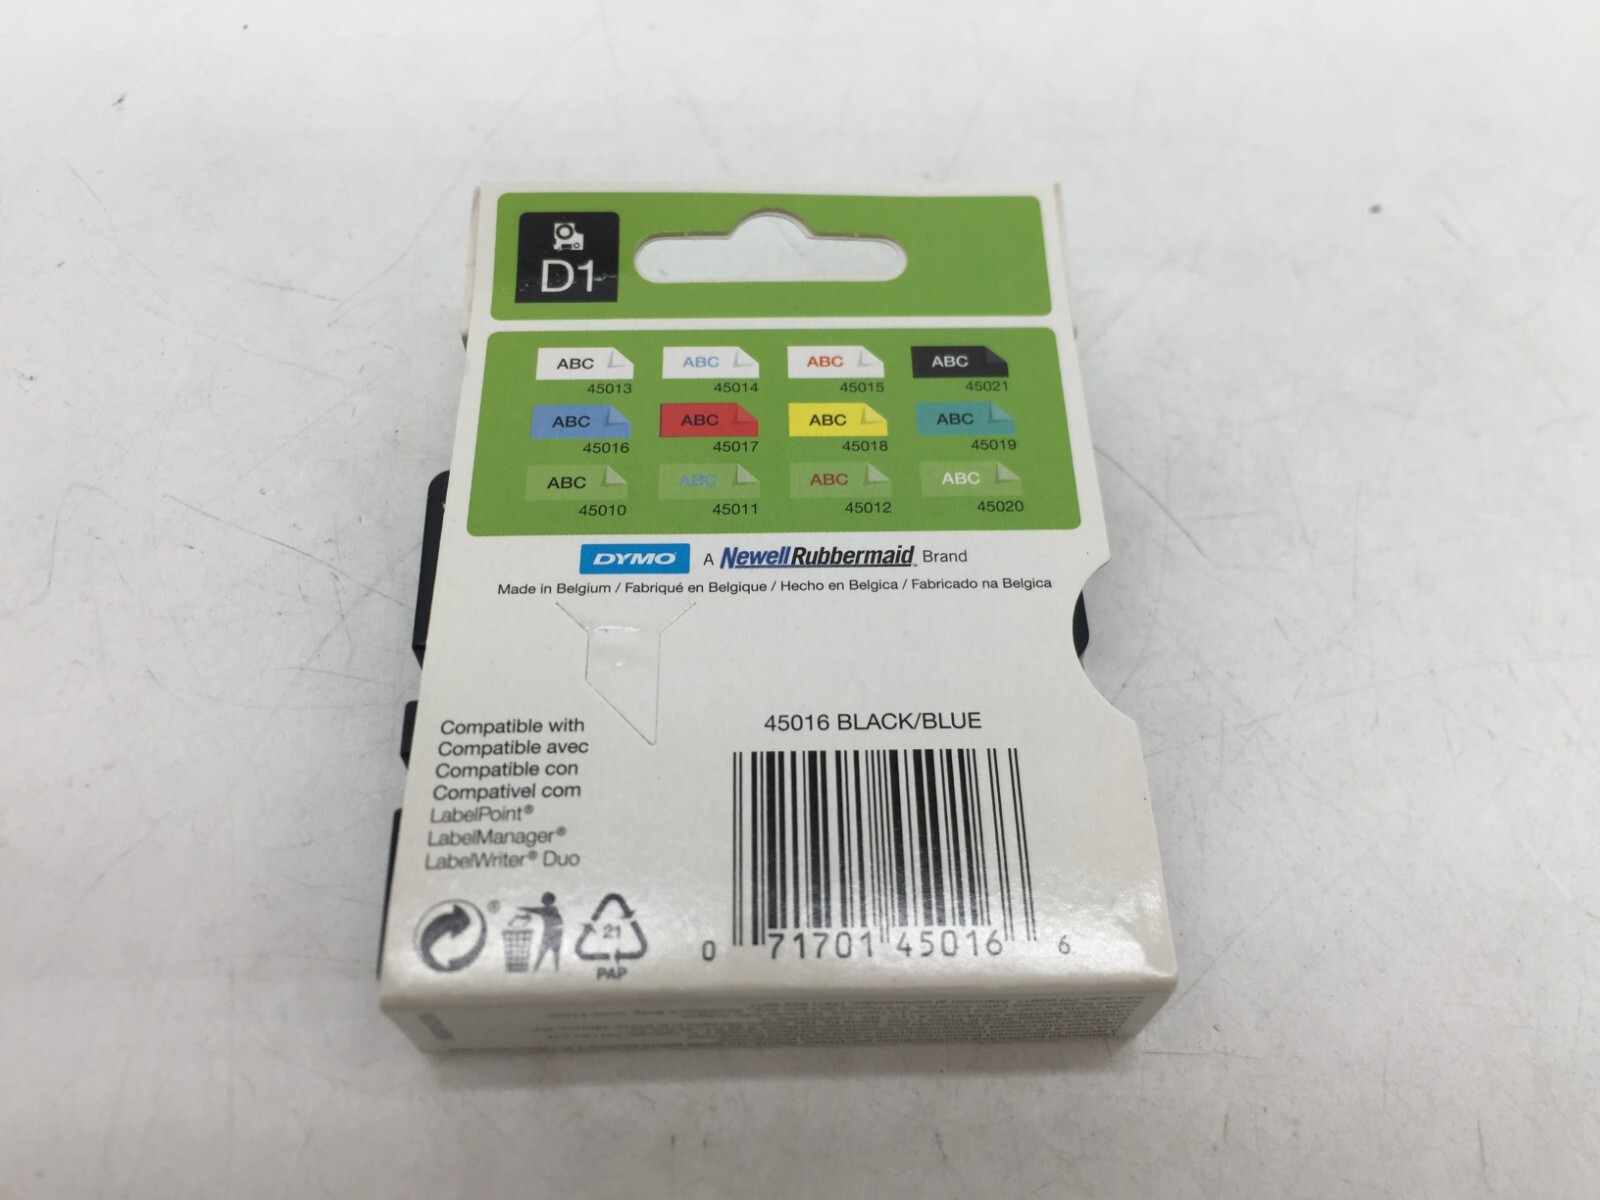 D1
ABC ABC ABC ABC
45013 45014 45015 45021
ABC ABC ABC ABC
45016 45017 45018 45019
ABC ABC ABC ABC
45010 45011 45012 45020
DYMO A Newell Rubbermaid™ Brand
Made in Belgium / Fabriqué en Belgique / Hecho en Belgica / Fabricado na Belgica
Compatible with
Compatible avec
Compatible con
Compativel com
LabelPoint®
LabelManager®
LabelWriter® Duo
®
21
PAP
45016 BLACK/BLUE
0 71701 45016 6